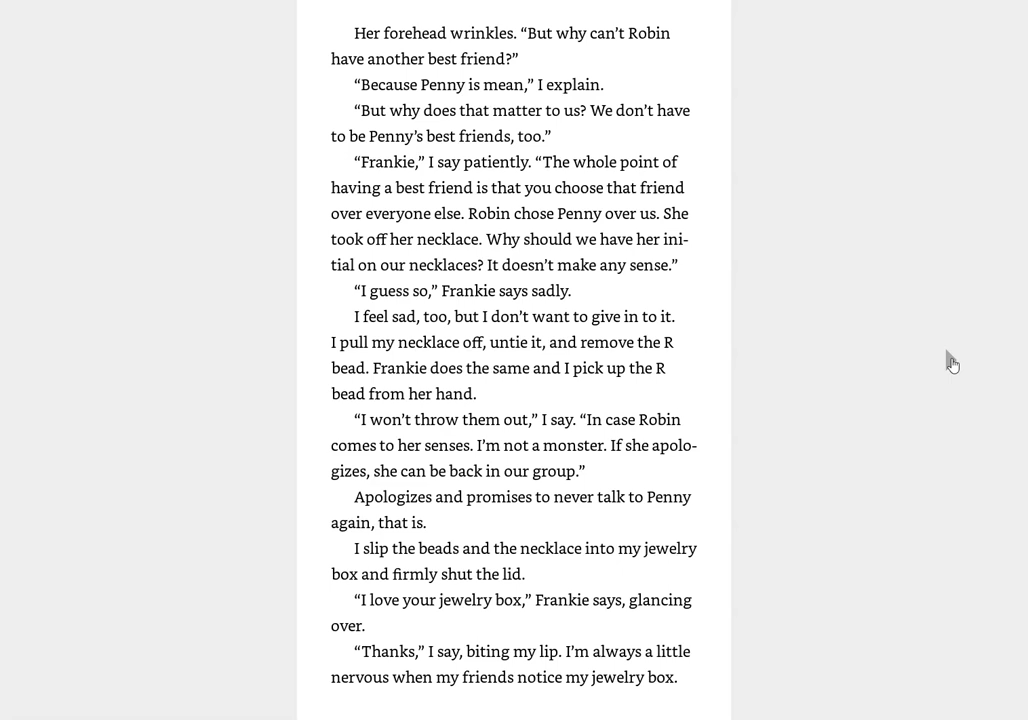 Her forehead wrinkles. “But why can’t Robin
have another best friend?”
“Because Penny is mean,” I explain.
“But why does that matter to us? We don’t have
to be Penny’s best friends, too.”
“Frankie,” I say patiently. “The whole point of
having a best friend is that you choose that friend
over everyone else. Robin chose Penny over us. She
took off her necklace. Why should we have her ini-
tial on our necklaces? It doesn’t make any sense.”
“I guess so,” Frankie says sadly.
I feel sad, too, but I don’t want to give in to it.
I pull my necklace off, untie it, and remove the R
bead. Frankie does the same and I pick up the R
bead from her hand.
“I won’t throw them out,” I say. “In case Robin
comes to her senses. I’m not a monster. If she apolo-
gizes, she can be back in our group.”
Apologizes and promises to never talk to Penny
again, that is.
I slip the beads and the necklace into my jewelry
box and firmly shut the lid.
“I love your jewelry box,” Frankie says, glancing
over.
“Thanks,” I say, biting my lip. I’m always a little
nervous when my friends notice my jewelry box.